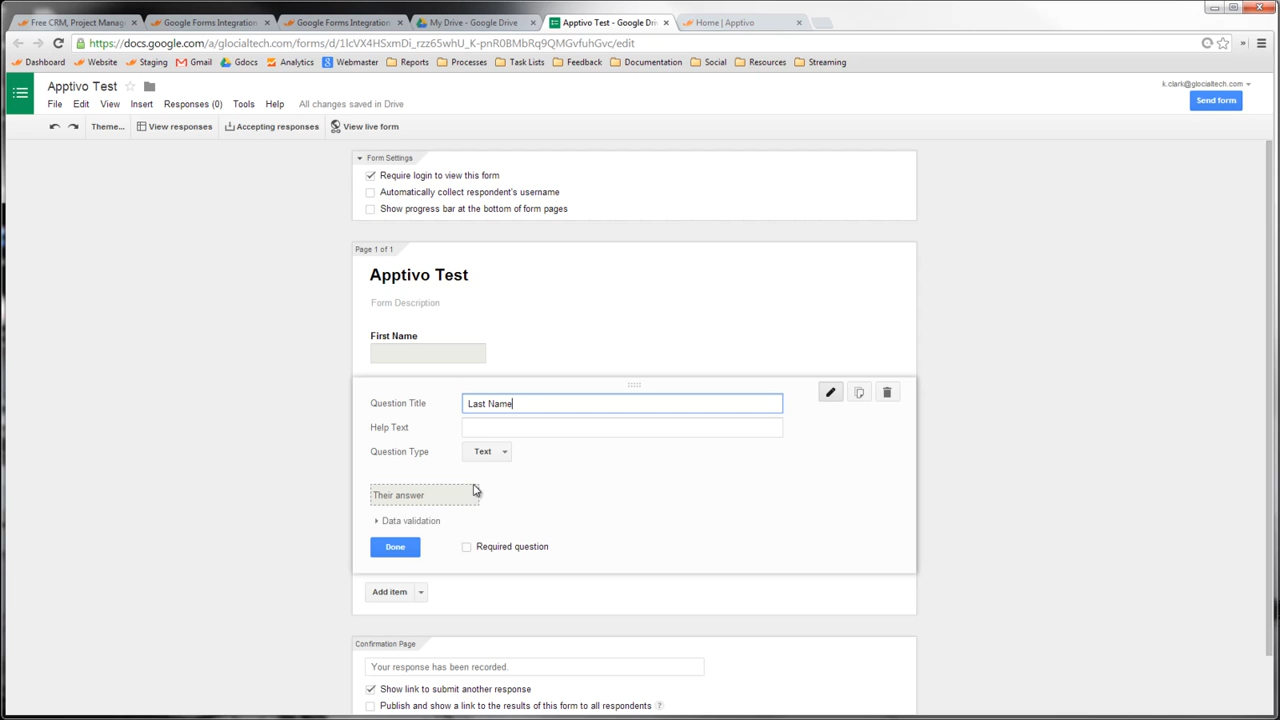 Free CRM, Project Manage
Google Forms Integration
Google Forms Integration
My Drive - Google Drive
Apptivo Test - Google Driv
Home | Apptivo
https://docs.google.com/a/glocialtech.com/forms/d/1lcVX4HSxmDi_rzz65whU_K-pnR0BMbRq9QMGvfuhGvc/edit
Dashboard
Website
Staging
Gmail
Gdocs
Analytics
Webmaster
Reports
Processes
Task Lists
Feedback
Documentation
Social
Resources
Streaming
Apptivo Test
k.clark@glocialtech.com
File Edit View Insert Responses (0) Tools Help All changes saved in Drive
Send form
Theme...
View responses
Accepting responses
View live form
Form Settings
Require login to view this form
Automatically collect respondent's username
Show progress bar at the bottom of form pages
Page 1 of 1
Apptivo Test
Form Description
First Name
Question Title
Last Name
Help Text
Question Type
Text
Their answer
Data validation
Done
Required question
Add item
Confirmation Page
Your response has been recorded.
Show link to submit another response
Publish and show a link to the results of this form to all respondents ?